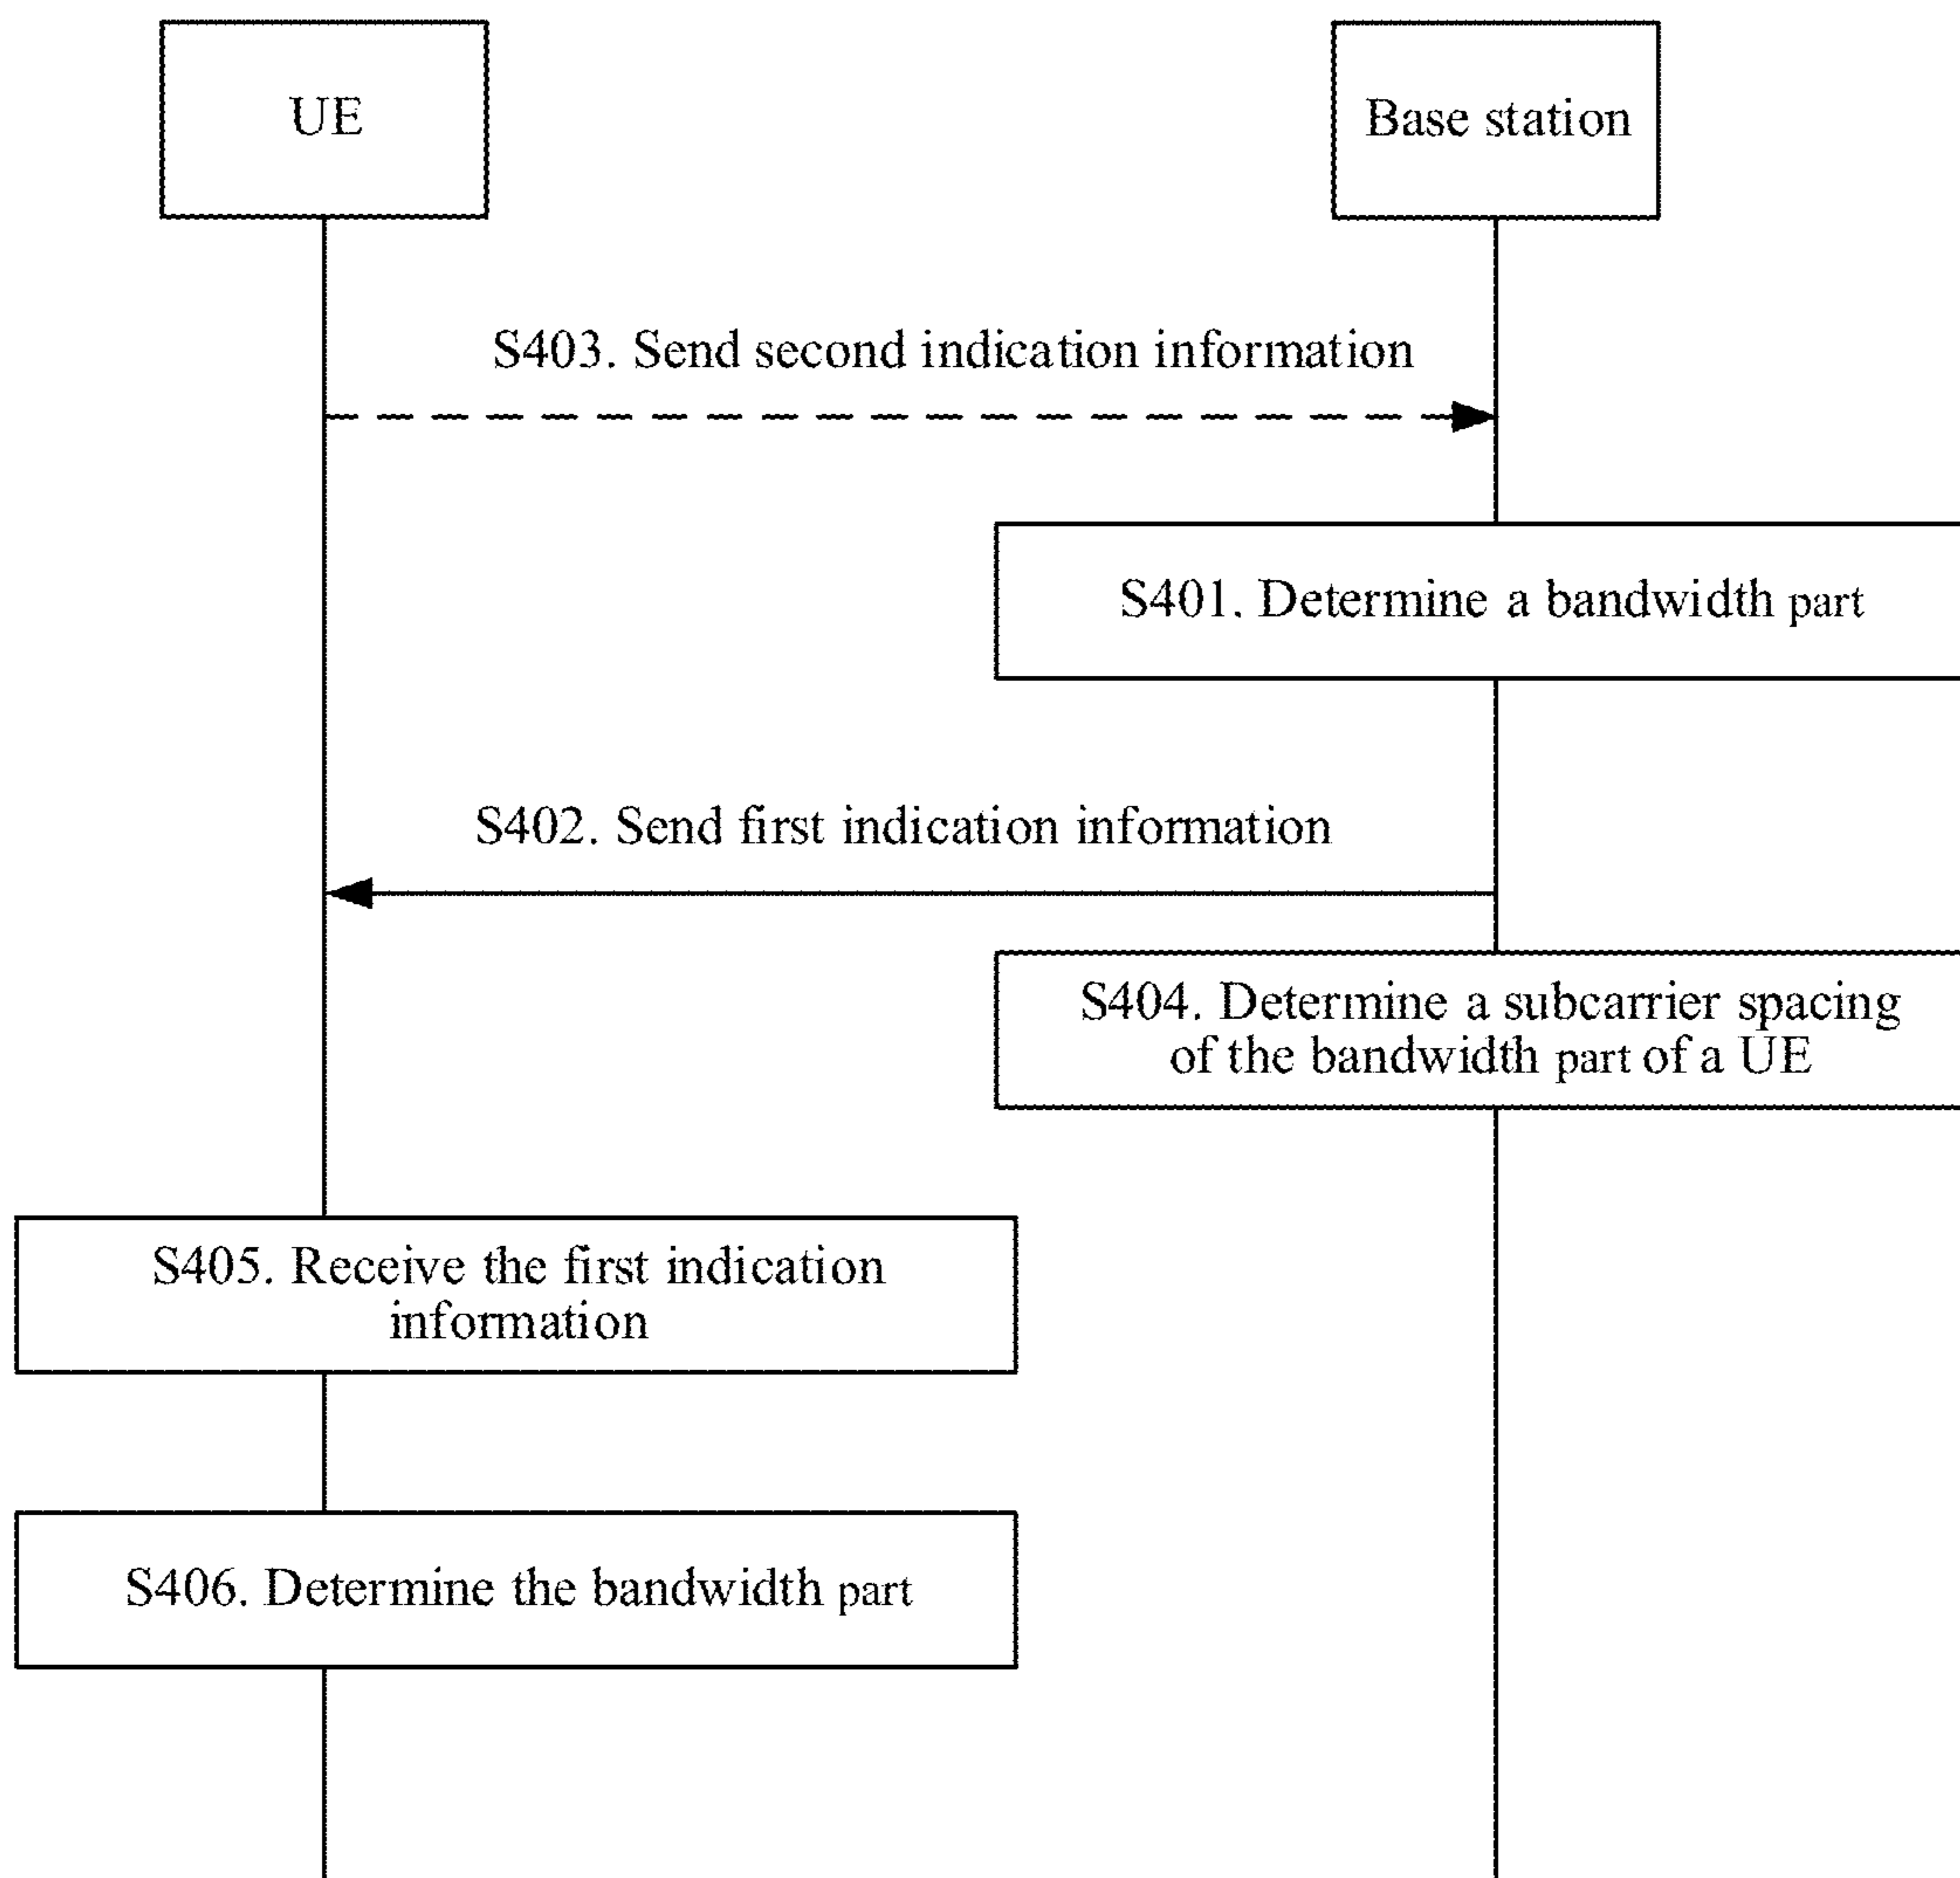 UE
Base station
S403. Send second indication information
S401. Determine a bandwidth part
S402. Send first indication information
S404. Determine a subcarrier spacing
of the bandwidth part of a UE
S405. Receive the first indication
information
S406. Determine the bandwidth part